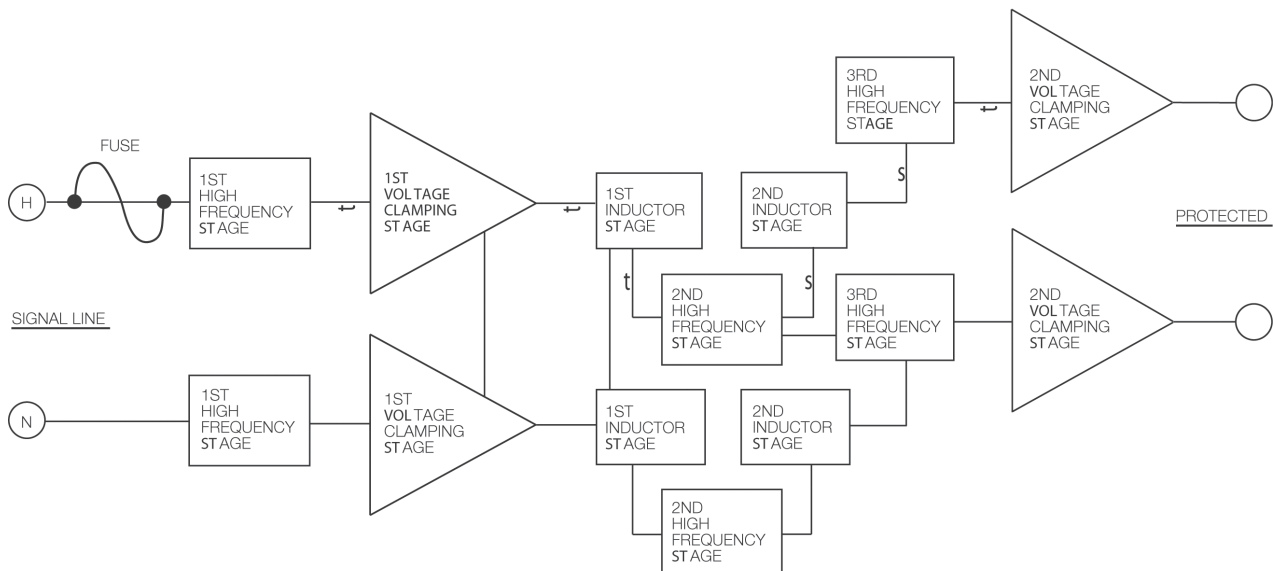 FUSE
H
1ST
HIGH
FREQUENCY
STAGE
t
1ST
VOLTAGE
CLAMPING
STAGE
t
1ST
INDUCTOR
STAGE
t
2ND
HIGH
FREQUENCY
STAGE
s
2ND
INDUCTOR
STAGE
s
3RD
HIGH
FREQUENCY
STAGE
t
2ND
VOLTAGE
CLAMPING
STAGE
PROTECTED
SIGNAL LINE
N
1ST
HIGH
FREQUENCY
STAGE
1ST
VOLTAGE
CLAMPING
STAGE
1ST
INDUCTOR
STAGE
2ND
HIGH
FREQUENCY
STAGE
2ND
INDUCTOR
STAGE
3RD
HIGH
FREQUENCY
STAGE
2ND
VOLTAGE
CLAMPING
STAGE